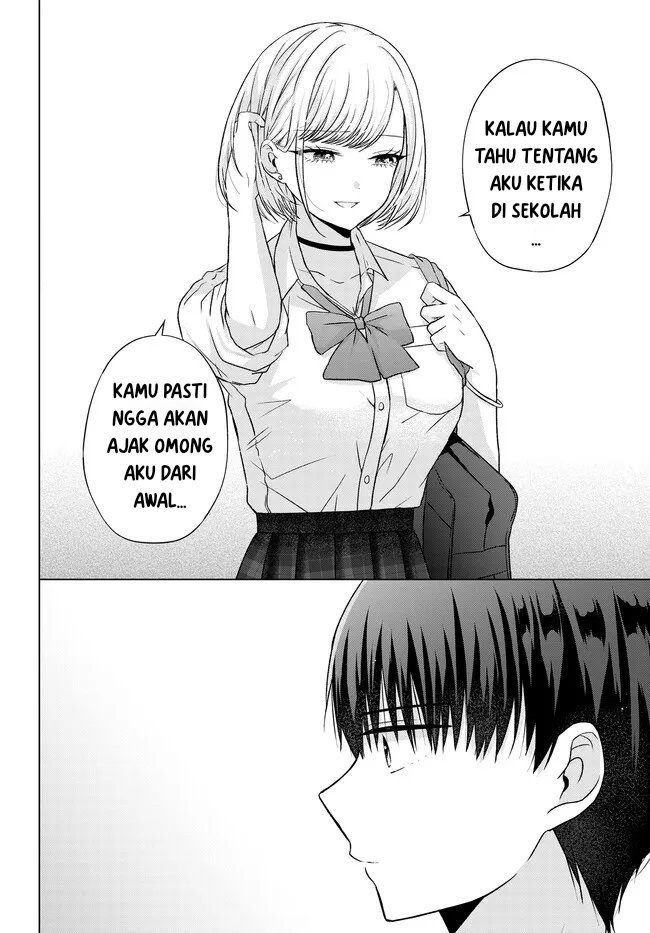 KALAU KAMU
TAHU TENTANG
AKU KETIKA
DI SEKOLAH
...
KAMU PASTI
NGGA AKAN
AJAK OMONG
AKU DARI
AWAL...